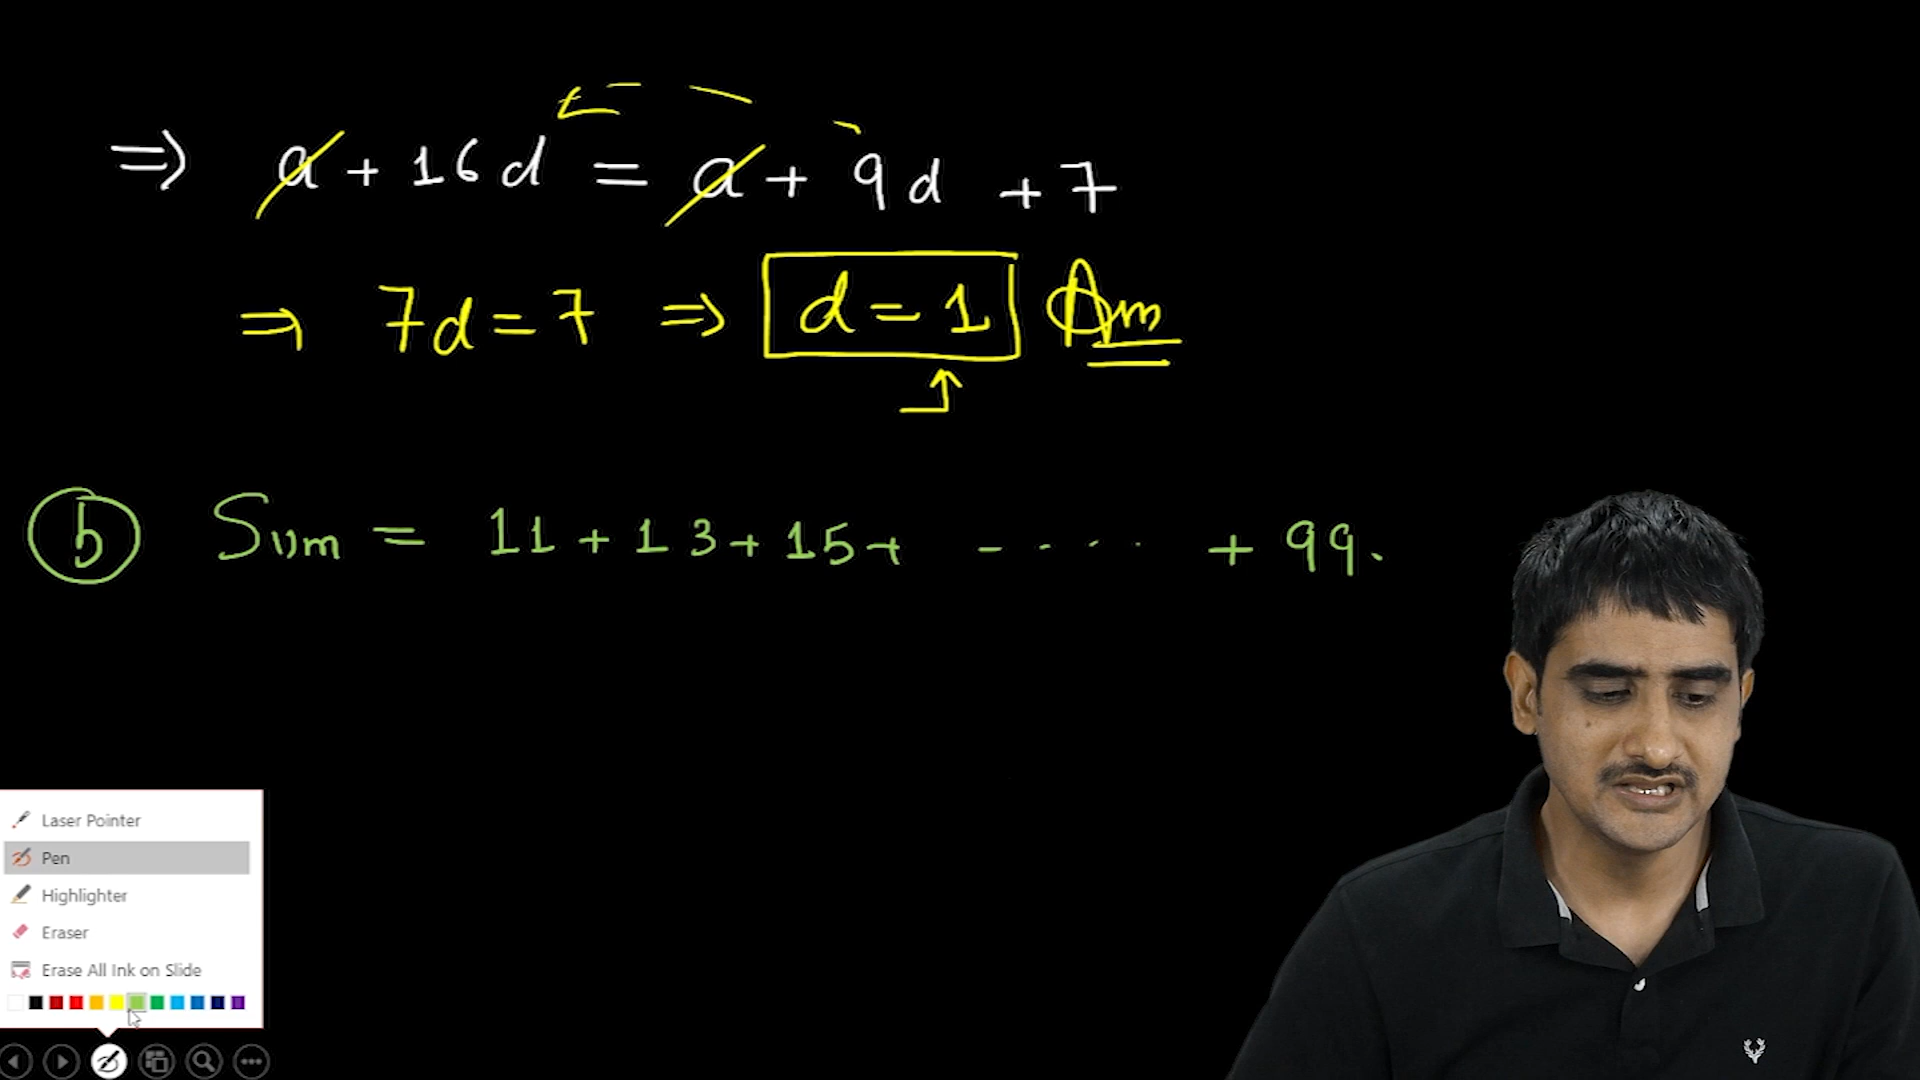 ⇒ a + 16d = a + 9d + 7
⇒ 7d = 7 ⇒ d = 1 Ans
b Sum = 11 + 13 + 15 + - .... + 99.
Laser Pointer
Pen
Highlighter
Eraser
Erase All Ink on Slide